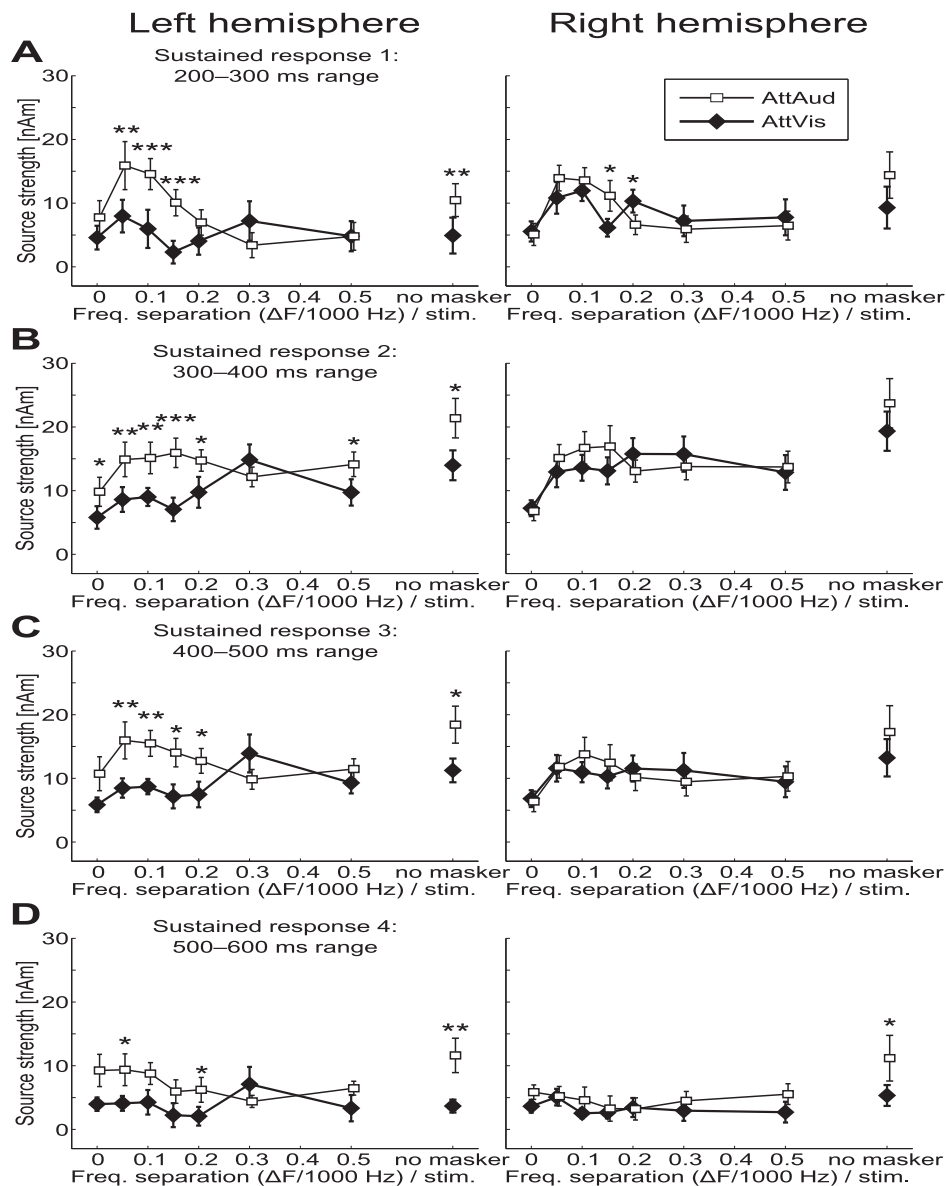 Left hemisphere Right hemisphere
A
Sustained response 1:
200–300 ms range
Source strength [nAm]
30
20
10
0
** *** *** **
* *
AttAud
AttVis
0 0.1 0.2 0.3 0.4 0.5 no masker
Freq. separation (ΔF/1000 Hz) / stim.
0 0.1 0.2 0.3 0.4 0.5 no masker
Freq. separation (ΔF/1000 Hz) / stim.
B
Sustained response 2:
300–400 ms range
Source strength [nAm]
30
20
10
0
* ** ** *** * * *
0 0.1 0.2 0.3 0.4 0.5 no masker
Freq. separation (ΔF/1000 Hz) / stim.
0 0.1 0.2 0.3 0.4 0.5 no masker
Freq. separation (ΔF/1000 Hz) / stim.
C
Sustained response 3:
400–500 ms range
Source strength [nAm]
30
20
10
0
** ** * * *
0 0.1 0.2 0.3 0.4 0.5 no masker
Freq. separation (ΔF/1000 Hz) / stim.
0 0.1 0.2 0.3 0.4 0.5 no masker
Freq. separation (ΔF/1000 Hz) / stim.
D
Sustained response 4:
500–600 ms range
Source strength [nAm]
30
20
10
0
* * **
*
0 0.1 0.2 0.3 0.4 0.5 no masker
Freq. separation (ΔF/1000 Hz) / stim.
0 0.1 0.2 0.3 0.4 0.5 no masker
Freq. separation (ΔF/1000 Hz) / stim.